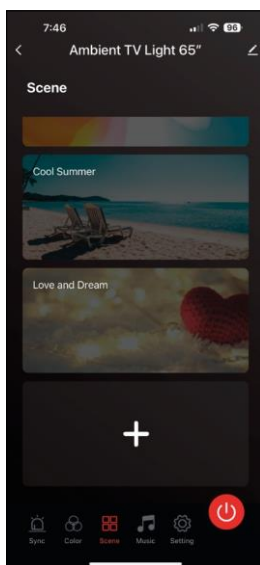 7:46
96
Ambient TV Light 65"
Scene
Cool Summer
Love and Dream
Sync Color Scene Music Setting